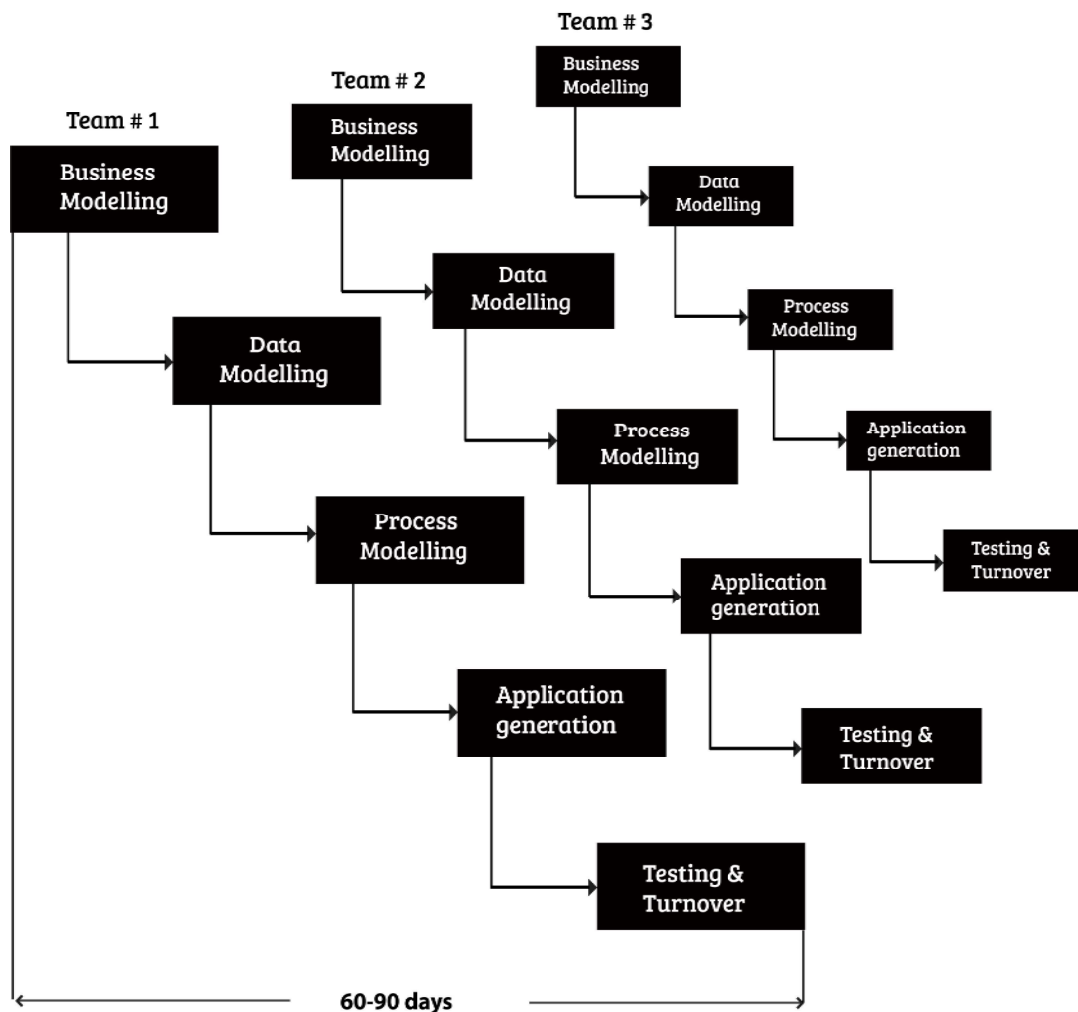 Team # 1
Business
Modelling
Data
Modelling
Process
Modelling
Application
generation
Testing &
Turnover
Team # 2
Business
Modelling
Data
Modelling
Process
Modelling
Application
generation
Testing &
Turnover
Team # 3
Business
Modelling
Data
Modelling
Process
Modelling
Application
generation
Testing &
Turnover
60-90 days